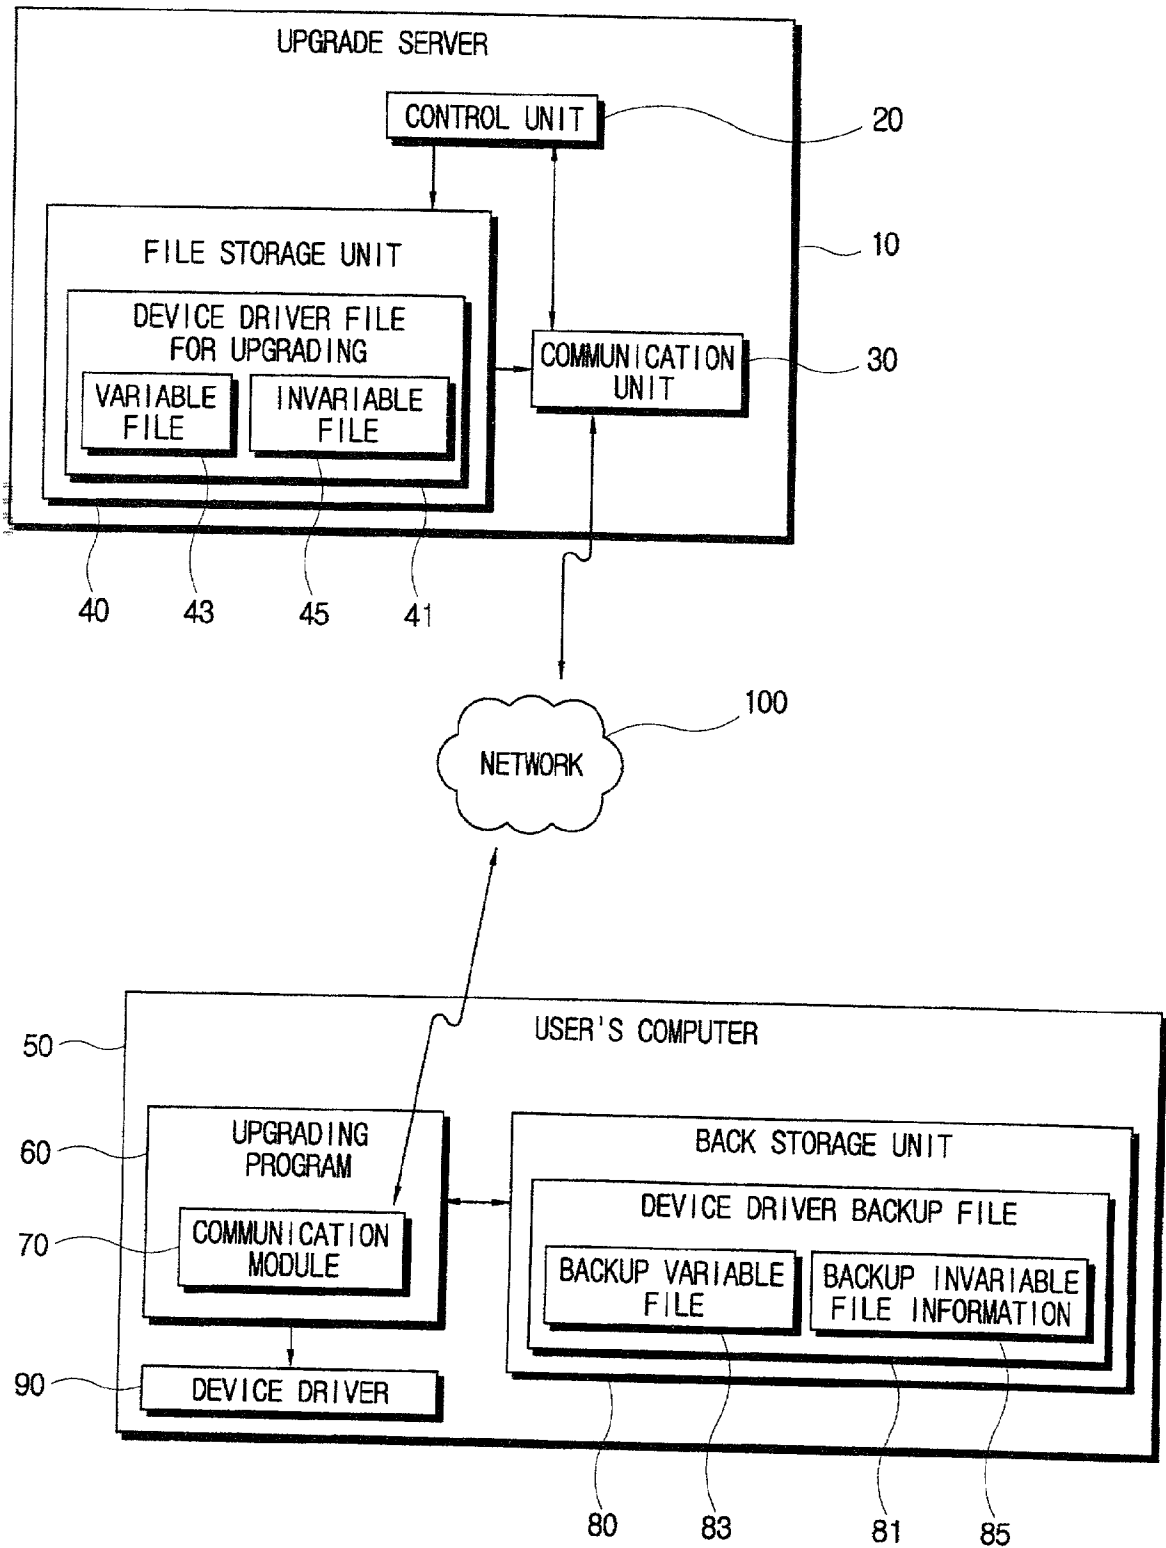 UPGRADE SERVER
CONTROL UNIT
20
10
FILE STORAGE UNIT
DEVICE DRIVER FILE
FOR UPGRADING
VARIABLE
FILE
INVARIABLE
FILE
COMMUNICATION
UNIT
30
40
43
45
41
100
NETWORK
50
USER'S COMPUTER
60
UPGRADING
PROGRAM
70
COMMUNICATION
MODULE
BACK STORAGE UNIT
DEVICE DRIVER BACKUP FILE
BACKUP VARIABLE
FILE
BACKUP INVARIABLE
FILE INFORMATION
90
DEVICE DRIVER
80
83
81
85